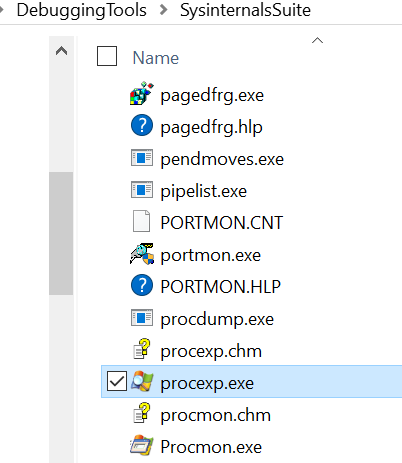 DebuggingTools > SysinternalsSuite
Name
pagedfrg.exe
pagedfrg.hlp
pendmoves.exe
pipelist.exe
PORTMON.CNT
portmon.exe
PORTMON.HLP
procdump.exe
procexp.chm
procexp.exe
procmon.chm
Procmon.exe